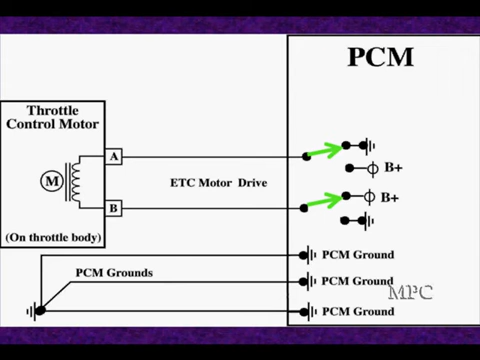 PCM
Throttle
Control Motor
A
M
B+
ETC Motor Drive
B
B+
(On throttle body)
PCM Ground
PCM Grounds
PCM Ground
MPC
PCM Ground